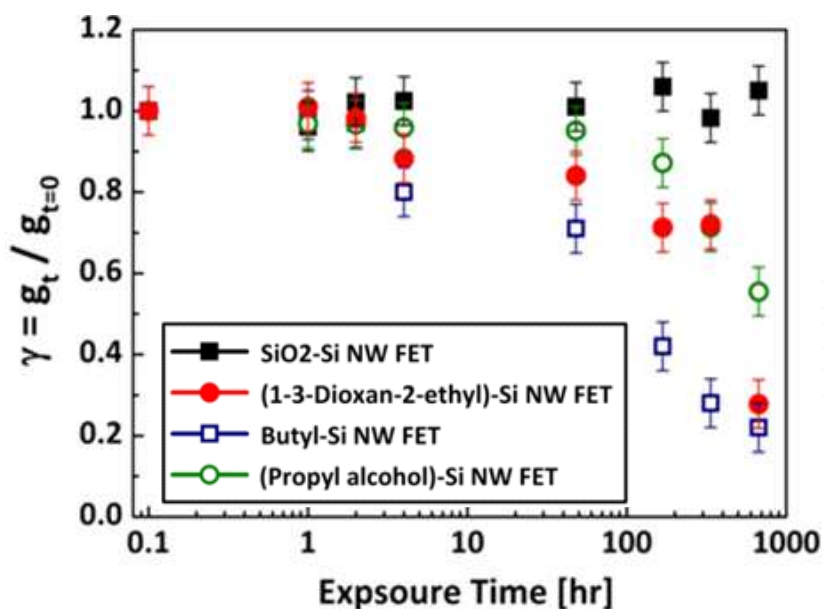 1.2
1.0
0.8
0.6
0.4
0.2
0.0
γ = g_t / g_t=0
SiO2-Si NW FET
(1-3-Dioxan-2-ethyl)-Si NW FET
Butyl-Si NW FET
(Propyl alcohol)-Si NW FET
0.1 1 10 100 1000
Expsoure Time [hr]